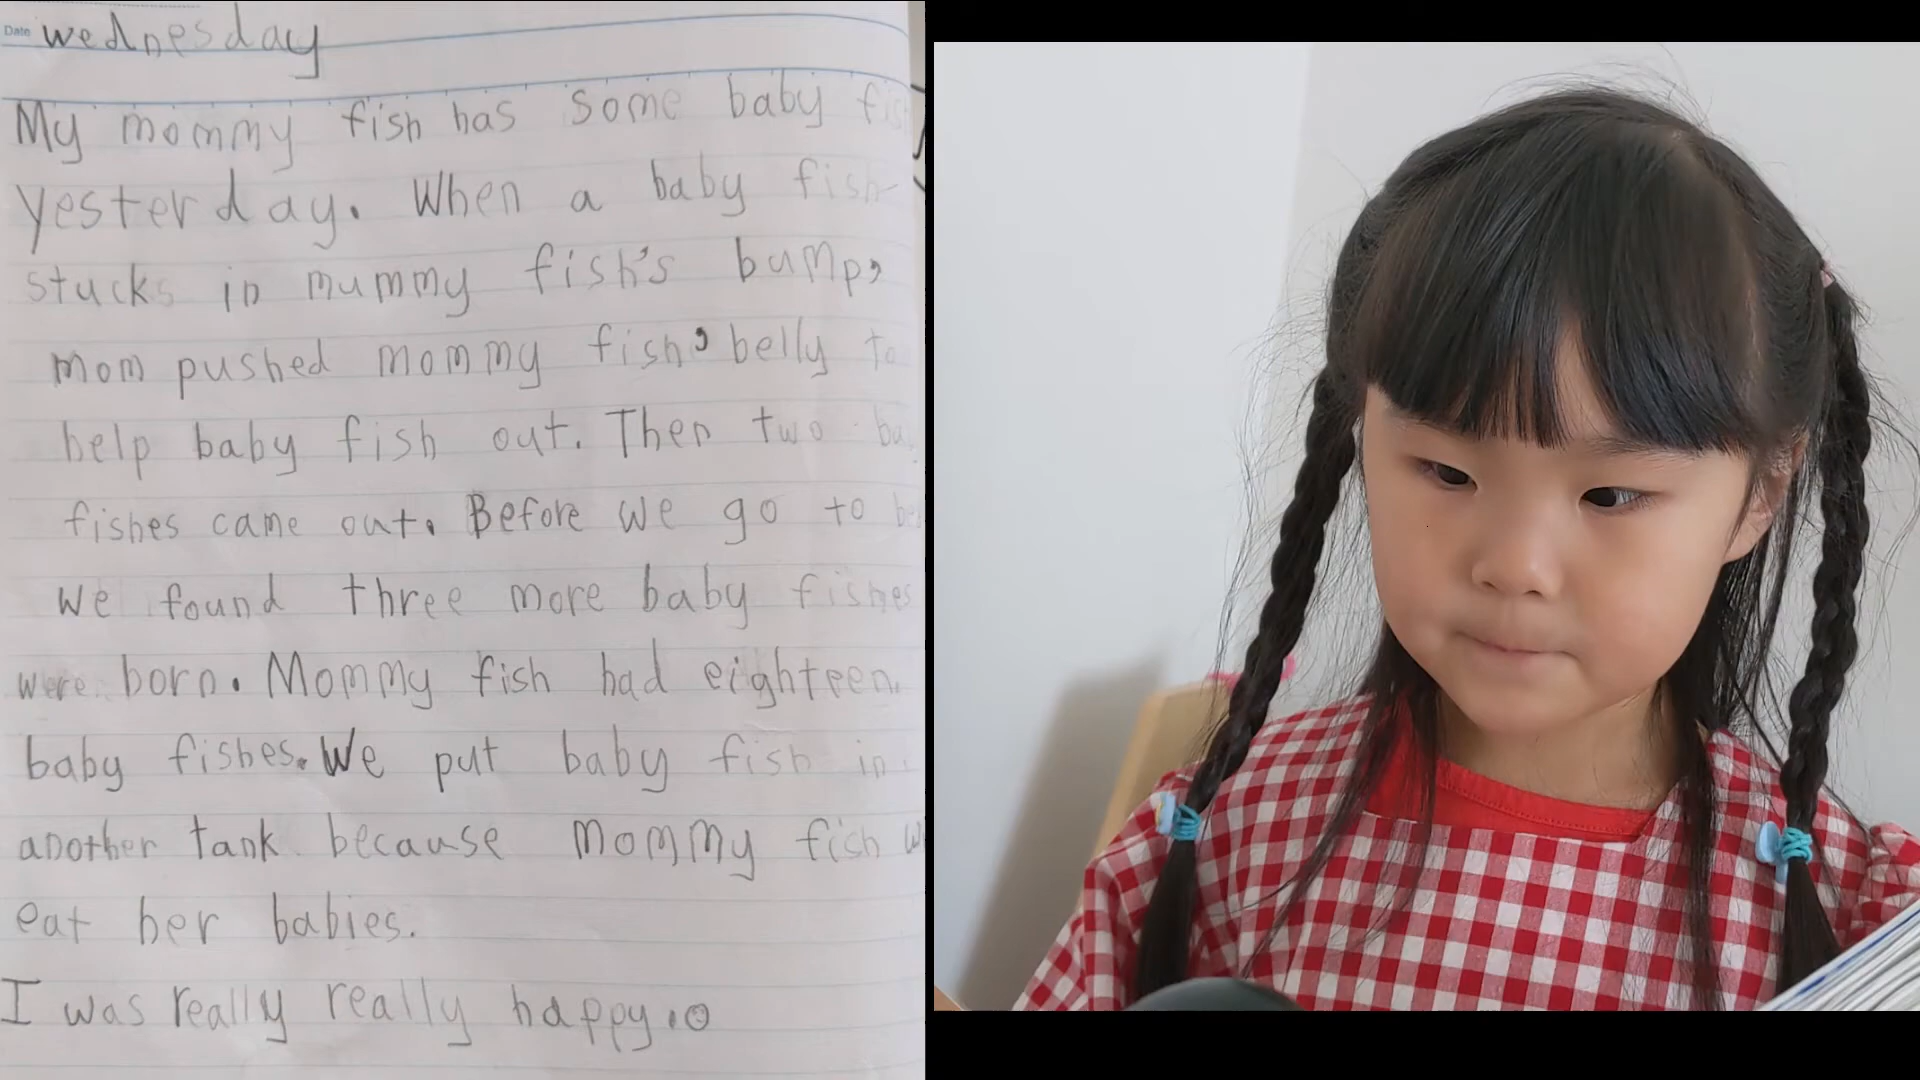 Date wednesday
My mommy fish has some baby
yesterday. When a baby fish
stucks in mummy fish's bump,
mom pushed mommy fish, belly to
help baby fish out. Then two
fishes came out. Before we go to
we found three more baby fishes
were born. Mommy fish had eighteen
baby fishes. We put baby fish in
another tank because mommy fish
eat her babies.
I was really really happy.